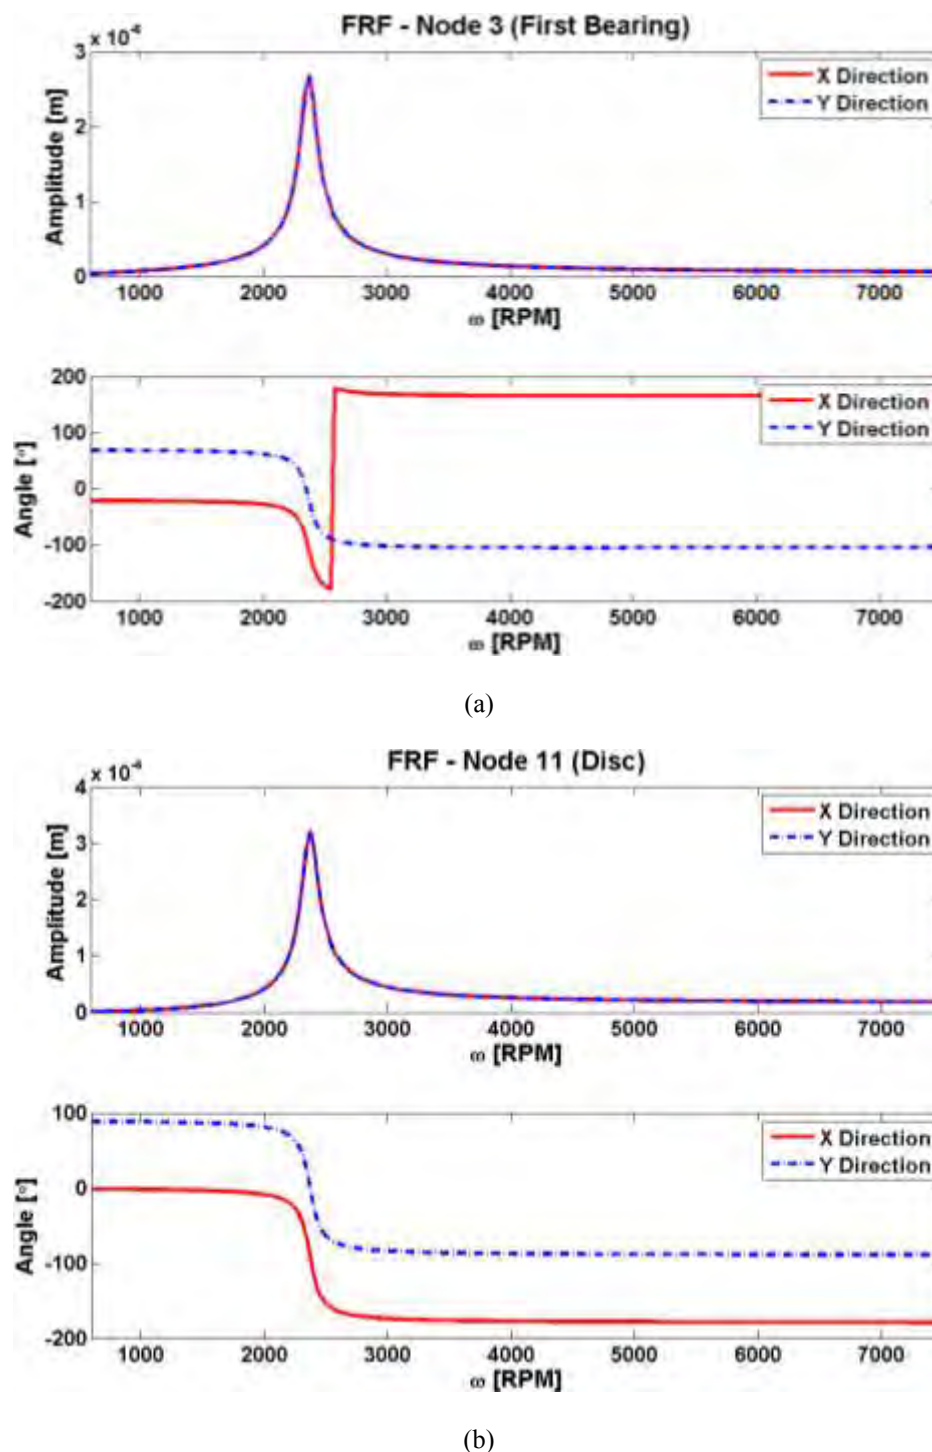 FRF - Node 3 (First Bearing)
3 x 10⁻⁴
2
1
0
Amplitude [m]
X Direction
Y Direction
1000 2000 3000 4000 5000 6000 7000
ω [RPM]
200
100
0
-100
-200
Angle [°]
X Direction
Y Direction
1000 2000 3000 4000 5000 6000 7000
ω [RPM]
(a)
FRF - Node 11 (Disc)
4 x 10⁻⁴
3
2
1
0
Amplitude [m]
X Direction
Y Direction
1000 2000 3000 4000 5000 6000 7000
ω [RPM]
100
0
-100
-200
Angle [°]
X Direction
Y Direction
1000 2000 3000 4000 5000 6000 7000
ω [RPM]
(b)